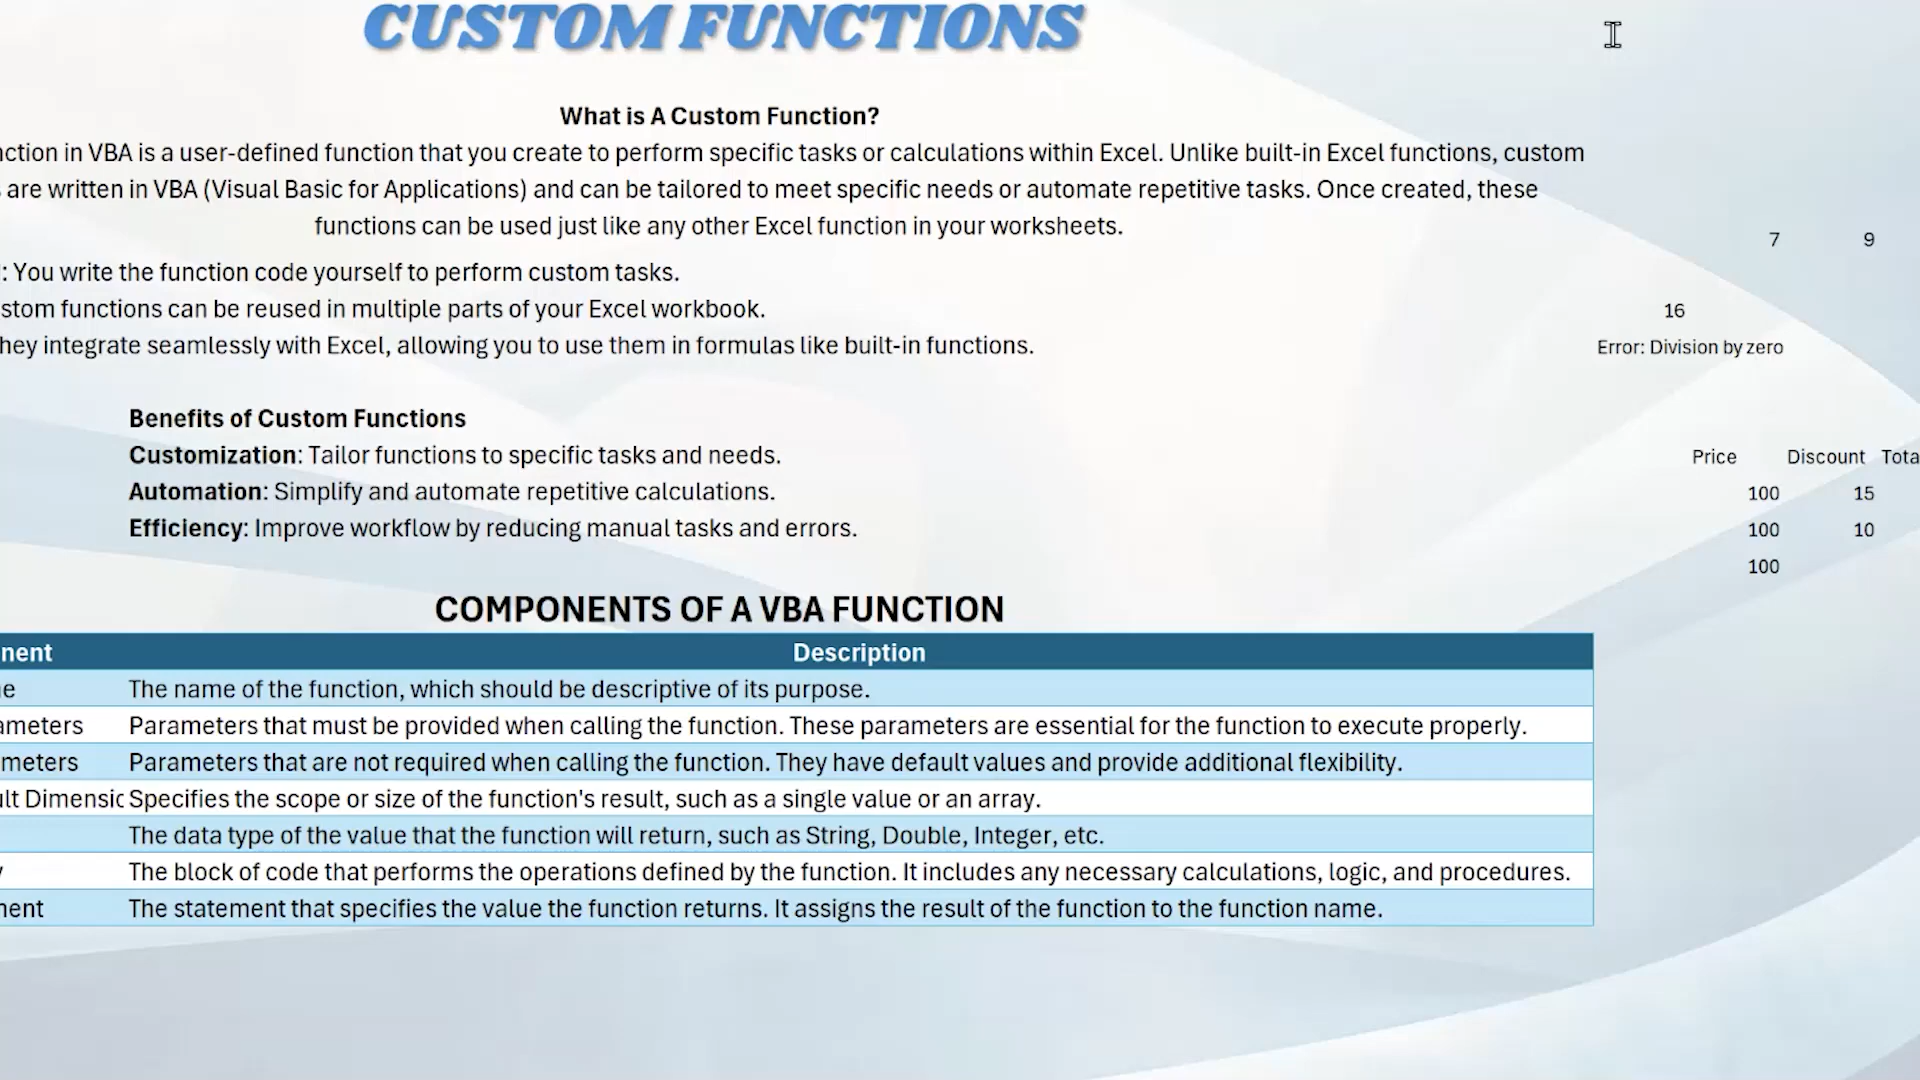 CUSTOM FUNCTIONS
What is A Custom Function?
nction in VBA is a user-defined function that you create to perform specific tasks or calculations within Excel. Unlike built-in Excel functions, custom
are written in VBA (Visual Basic for Applications) and can be tailored to meet specific needs or automate repetitive tasks. Once created, these
functions can be used just like any other Excel function in your worksheets.
7 9
: You write the function code yourself to perform custom tasks.
stom functions can be reused in multiple parts of your Excel workbook.
16
hey integrate seamlessly with Excel, allowing you to use them in formulas like built-in functions.
Error: Division by zero
Benefits of Custom Functions
Customization: Tailor functions to specific tasks and needs.
Price Discount Tota
Automation: Simplify and automate repetitive calculations.
100 15
Efficiency: Improve workflow by reducing manual tasks and errors.
100 10
100
COMPONENTS OF A VBA FUNCTION
nent Description
e The name of the function, which should be descriptive of its purpose.
ameters Parameters that must be provided when calling the function. These parameters are essential for the function to execute properly.
meters Parameters that are not required when calling the function. They have default values and provide additional flexibility.
ult Dimensic Specifies the scope or size of the function's result, such as a single value or an array.
The data type of the value that the function will return, such as String, Double, Integer, etc.
y The block of code that performs the operations defined by the function. It includes any necessary calculations, logic, and procedures.
nent The statement that specifies the value the function returns. It assigns the result of the function to the function name.